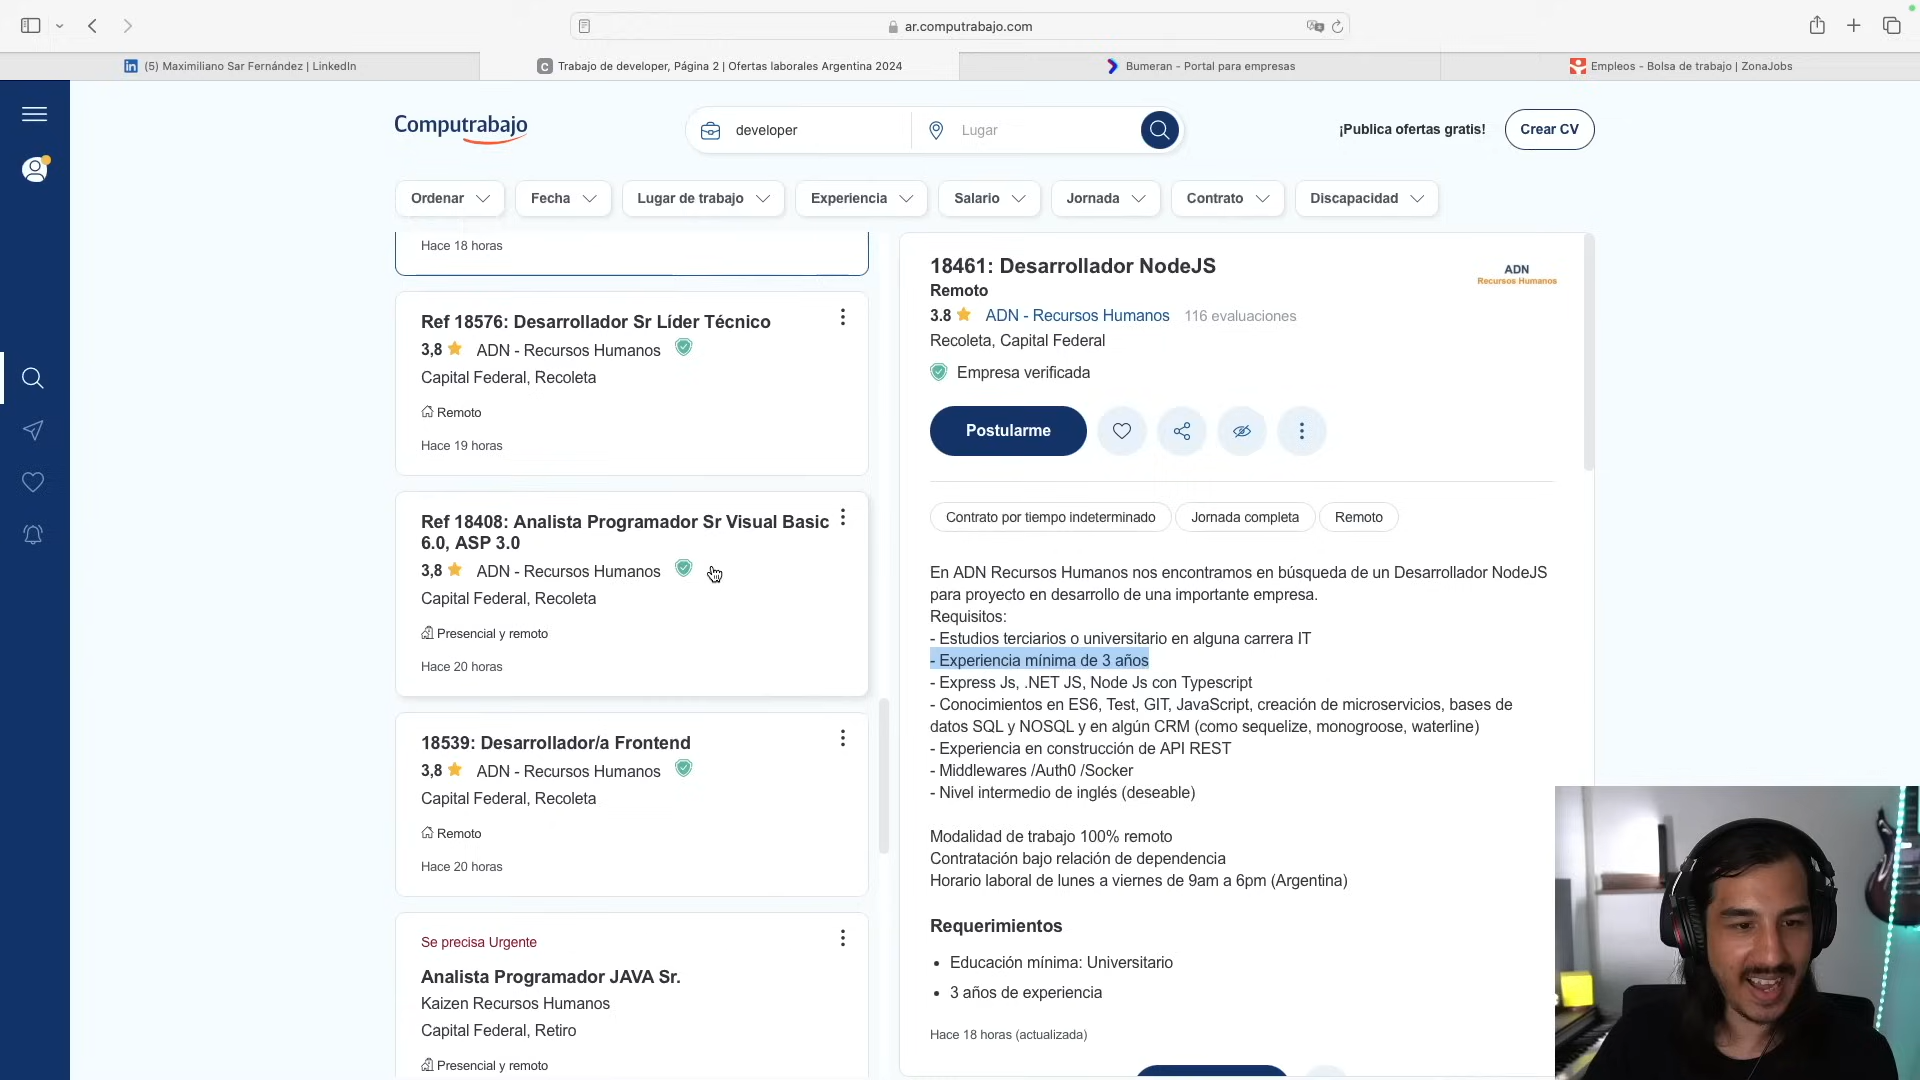 ar.computrabajo.com
(5) Maximiliano Sar Fernández | LinkedIn
Trabajo de developer, Página 2 | Ofertas laborales Argentina 2024
Bumeran - Portal para empresas
Empleos - Bolsa de trabajo | ZonaJobs
Computrabajo
developer
Lugar
¡Publica ofertas gratis!
Crear CV
Ordenar
Fecha
Lugar de trabajo
Experiencia
Salario
Jornada
Contrato
Discapacidad
Hace 18 horas
Ref 18576: Desarrollador Sr Líder Técnico
3,8 ADN - Recursos Humanos
Capital Federal, Recoleta
Remoto
Hace 19 horas
Ref 18408: Analista Programador Sr Visual Basic
6.0, ASP 3.0
3,8 ADN - Recursos Humanos
Capital Federal, Recoleta
Presencial y remoto
Hace 20 horas
18539: Desarrollador/a Frontend
3,8 ADN - Recursos Humanos
Capital Federal, Recoleta
Remoto
Hace 20 horas
Se precisa Urgente
Analista Programador JAVA Sr.
Kaizen Recursos Humanos
Capital Federal, Retiro
Presencial y remoto
18461: Desarrollador NodeJS
Remoto
3.8 ADN - Recursos Humanos 116 evaluaciones
Recoleta, Capital Federal
Empresa verificada
ADN
Recursos Humanos
Postularme
Contrato por tiempo indeterminado
Jornada completa
Remoto
En ADN Recursos Humanos nos encontramos en búsqueda de un Desarrollador NodeJS
para proyecto en desarrollo de una importante empresa.
Requisitos:
- Estudios terciarios o universitario en alguna carrera IT
- Experiencia mínima de 3 años
- Express Js, .NET JS, Node Js con Typescript
- Conocimientos en ES6, Test, GIT, JavaScript, creación de microservicios, bases de
datos SQL y NOSQL y en algún CRM (como sequelize, monogroose, waterline)
- Experiencia en construcción de API REST
- Middlewares /Auth0 /Socker
- Nivel intermedio de inglés (deseable)
Modalidad de trabajo 100% remoto
Contratación bajo relación de dependencia
Horario laboral de lunes a viernes de 9am a 6pm (Argentina)
Requerimientos
• Educación mínima: Universitario
• 3 años de experiencia
Hace 18 horas (actualizada)